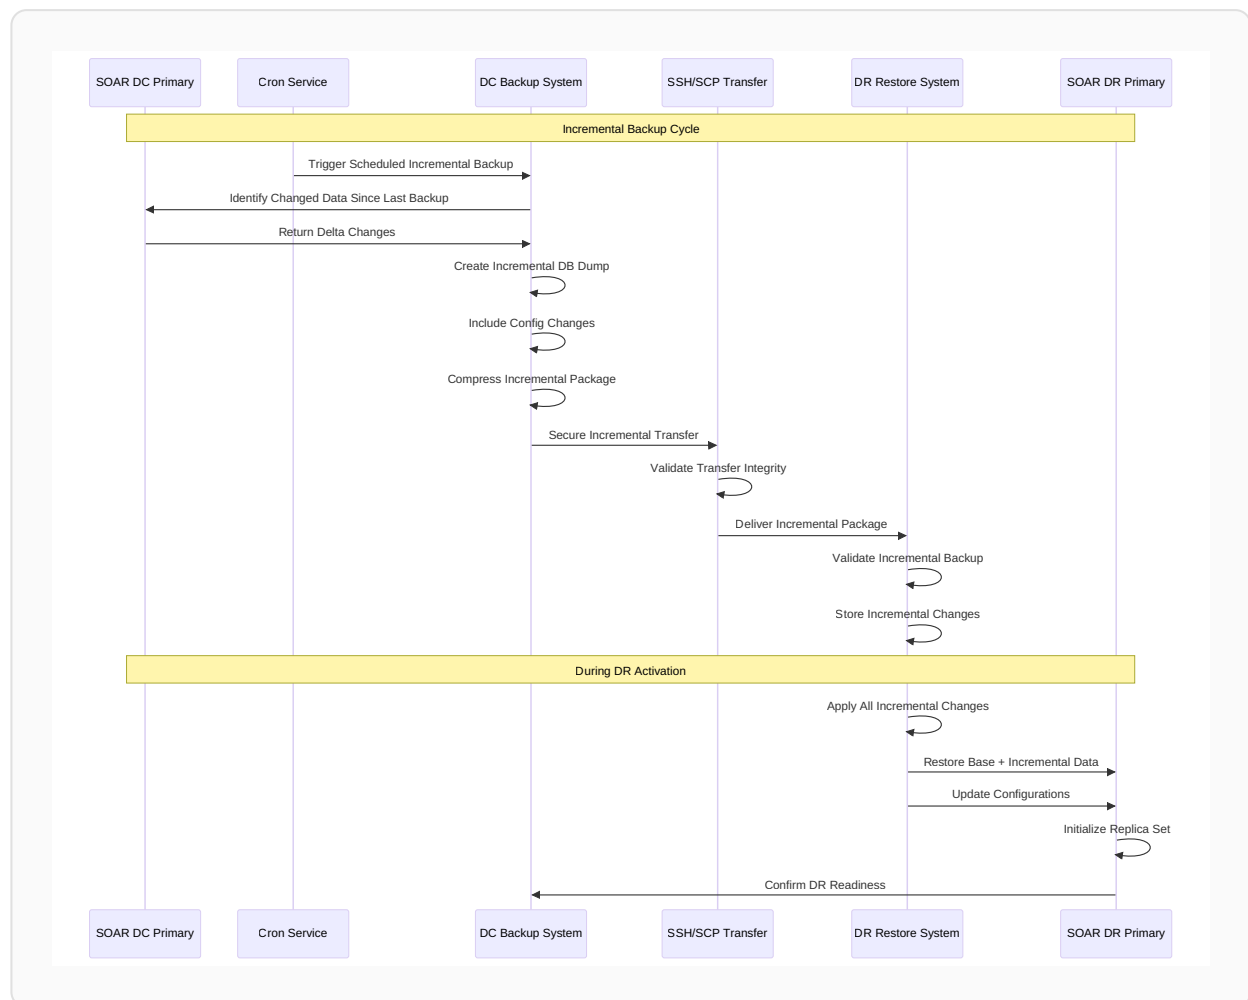 SOAR DC Primary
Cron Service
DC Backup System
SSH/SCP Transfer
DR Restore System
SOAR DR Primary
Incremental Backup Cycle
Trigger Scheduled Incremental Backup
Identify Changed Data Since Last Backup
Return Delta Changes
Create Incremental DB Dump
Include Config Changes
Compress Incremental Package
Secure Incremental Transfer
Validate Transfer Integrity
Deliver Incremental Package
Validate Incremental Backup
Store Incremental Changes
During DR Activation
Apply All Incremental Changes
Restore Base + Incremental Data
Update Configurations
Initialize Replica Set
Confirm DR Readiness
SOAR DC Primary
Cron Service
DC Backup System
SSH/SCP Transfer
DR Restore System
SOAR DR Primary